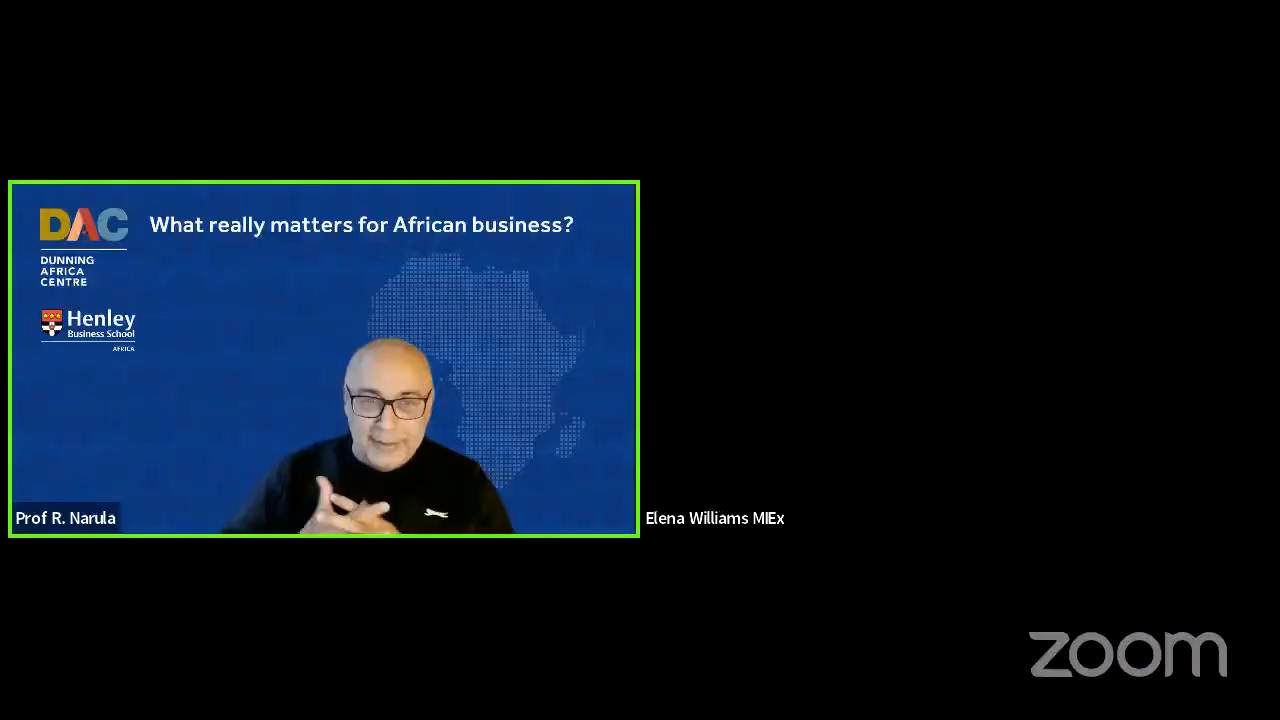 DAC
What really matters for African business?
DUNNING
AFRICA
CENTRE
Henley
Business School
AFRICA
Prof R. Narula
Elena Williams MIEx
zoom